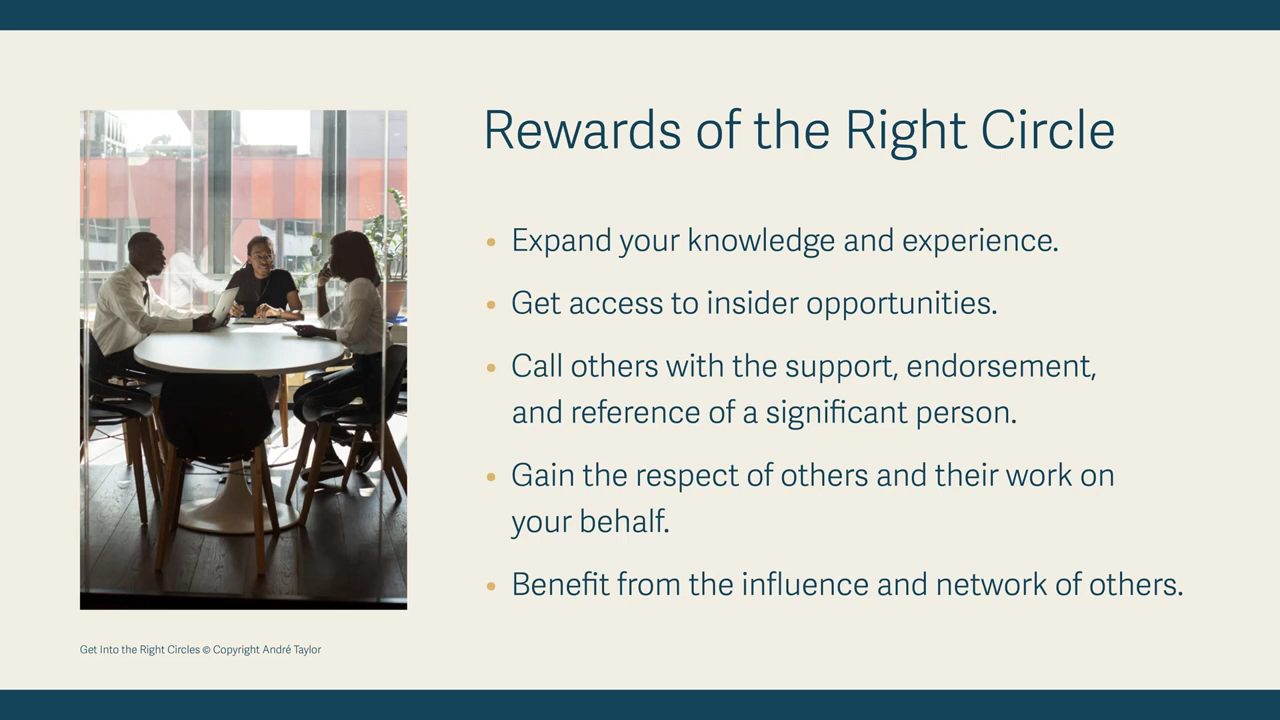 Rewards of the Right Circle
• Expand your knowledge and experience.
• Get access to insider opportunities.
• Call others with the support, endorsement,
and reference of a significant person.
• Gain the respect of others and their work on
your behalf.
• Benefit from the influence and network of others.
Get Into the Right Circles © Copyright André Taylor